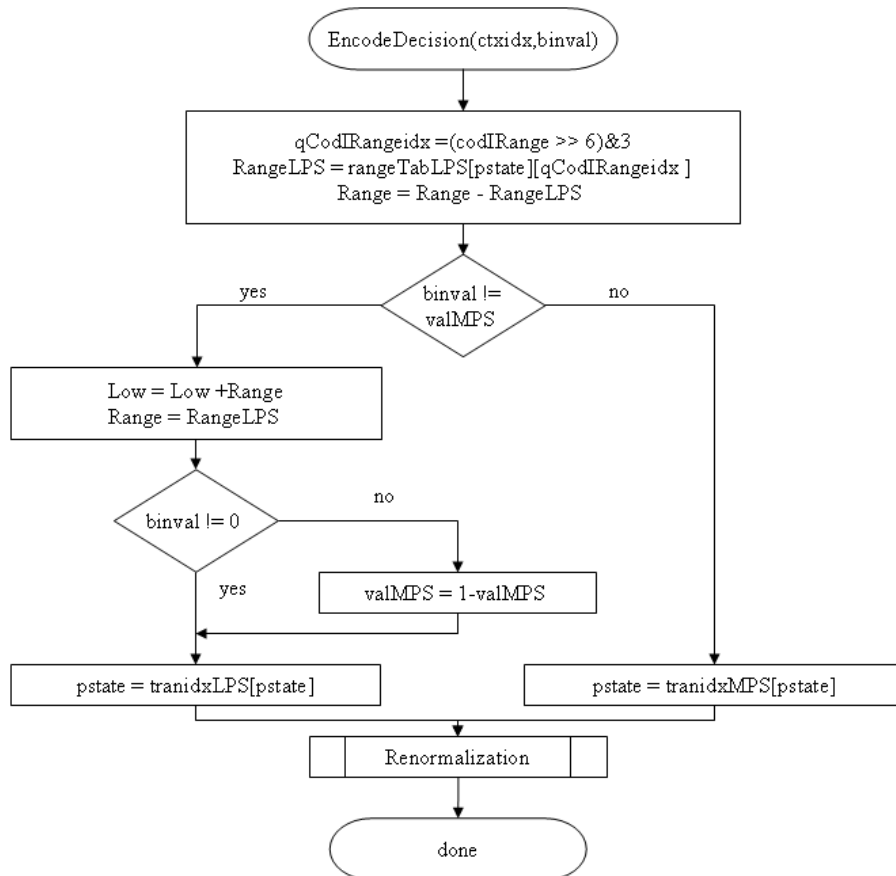 EncodeDecision(ctxidx,binval)
qCodIRangeidx =(codIRange >> 6)&3
RangeLPS = rangeTabLPS[pstate][qCodIRangeidx ]
Range = Range - RangeLPS
yes
binval !=
valMPS
no
Low = Low +Range
Range = RangeLPS
binval != 0
no
yes
valMPS = 1-valMPS
pstate = tranidxLPS[pstate]
pstate = tranidxMPS[pstate]
Renormalization
done